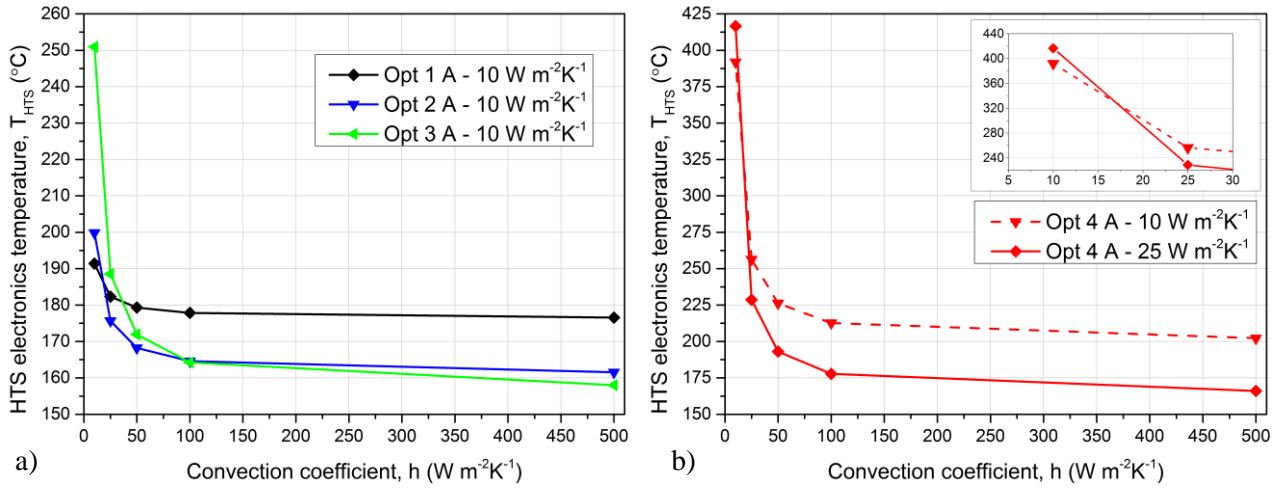 260
250
240
230
220
210
200
190
180
170
160
150
HTS electronics temperature, T_HTS (°C)
Opt 1 A - 10 W m⁻²K⁻¹
Opt 2 A - 10 W m⁻²K⁻¹
Opt 3 A - 10 W m⁻²K⁻¹
0 50 100 150 200 250 300 350 400 450 500
a)
Convection coefficient, h (W m⁻²K⁻¹)
425
400
375
350
325
300
275
250
225
200
175
150
HTS electronics temperature, T_HTS (°C)
440
400
360
320
280
240
5 10 15 20 25 30
Opt 4 A - 10 W m⁻²K⁻¹
Opt 4 A - 25 W m⁻²K⁻¹
0 50 100 150 200 250 300 350 400 450 500
b)
Convection coefficient, h (W m⁻²K⁻¹)